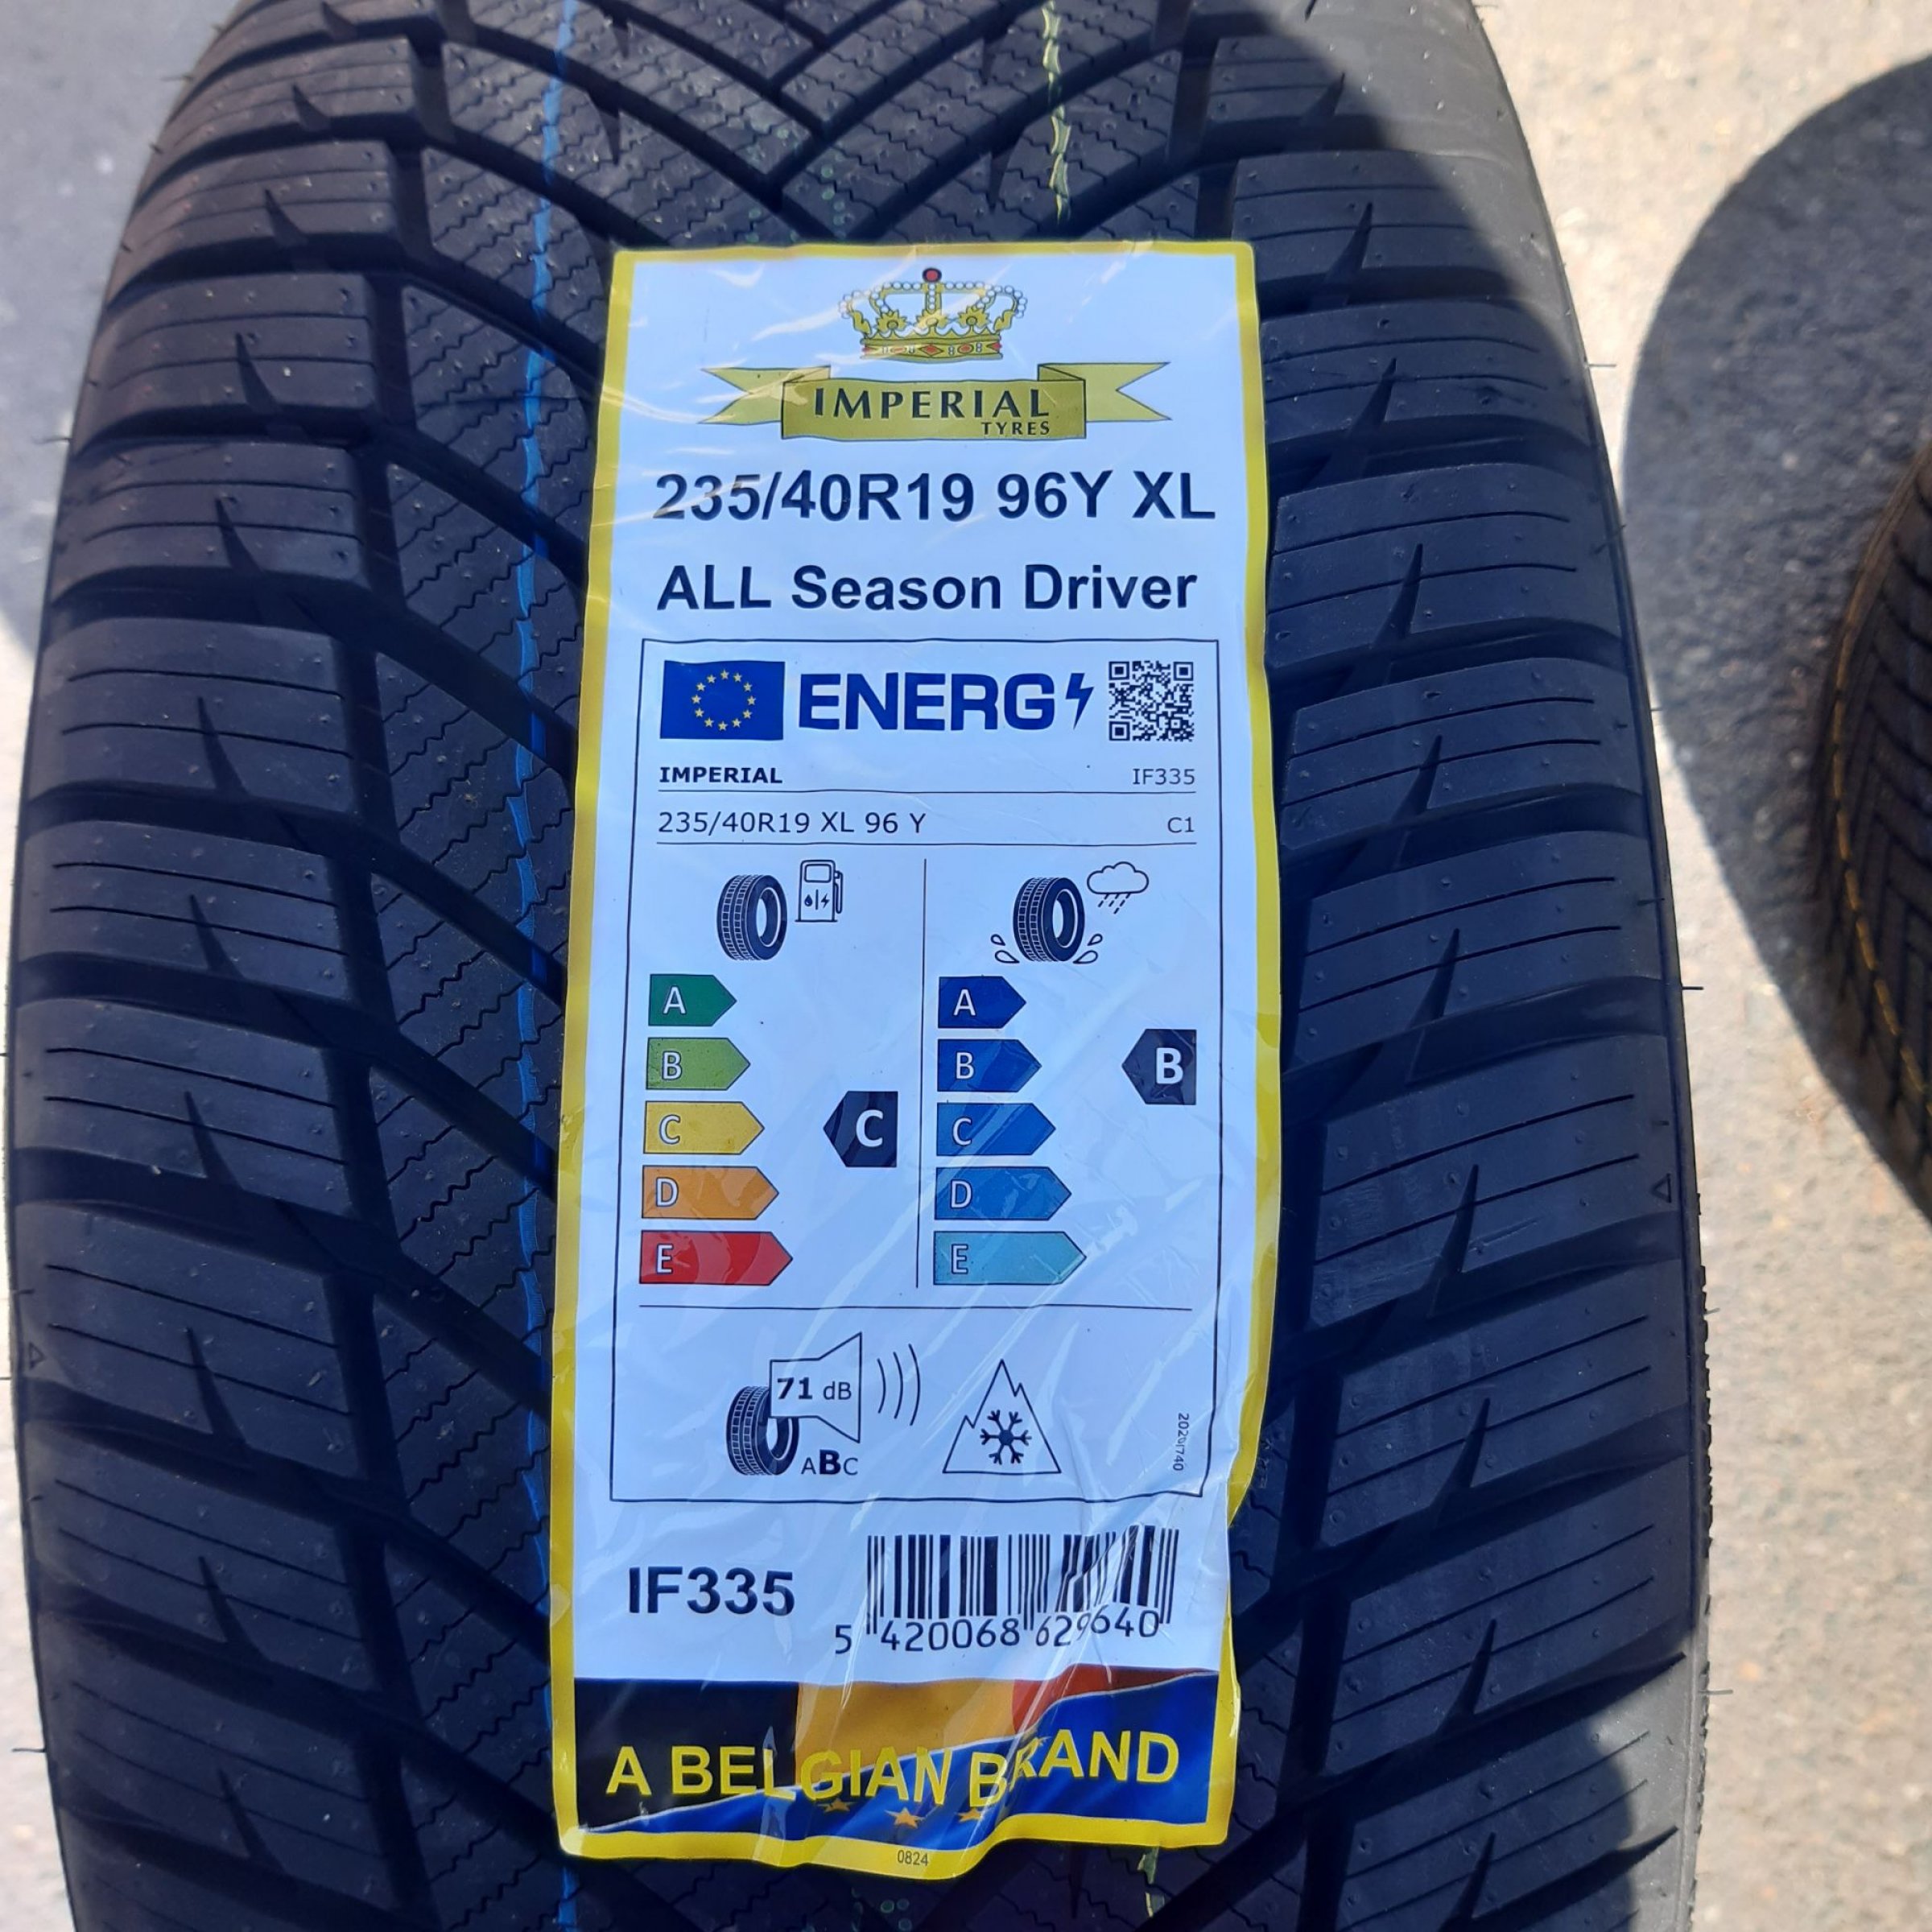 IMPERIAL
TYRES
235/40R19 96Y XL
ALL Season Driver
ENERG
IMPERIAL IF335
235/40R19 XL 96 Y C1
A A
B B B
C C C
D D
E E
71 dB
ABC
2020/740
IF335
5 420068 629640
A BELGIAN BRAND
0824